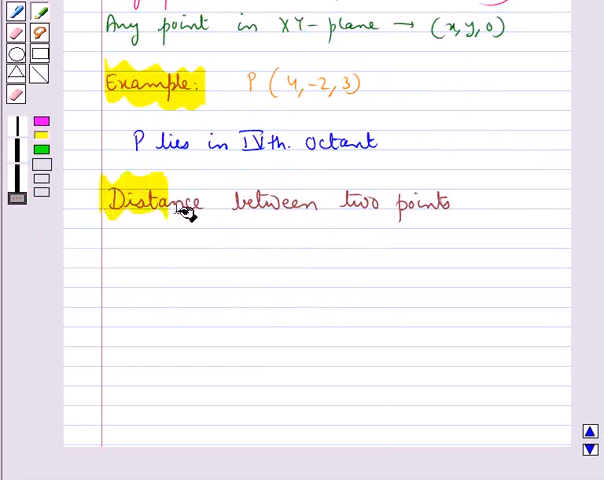 Any point in XY-plane → (x, y, 0)
Example: P (4, -2, 3)
P lies in IVth. Octant
Distance between two points